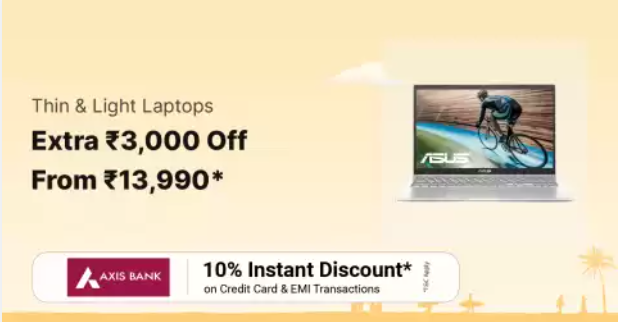 Thin & Light Laptops
Extra ₹3,000 Off
From ₹13,990*
ASUS
ASUS
AXIS BANK
10% Instant Discount*
on Credit Card & EMI Transactions
*T&C Apply